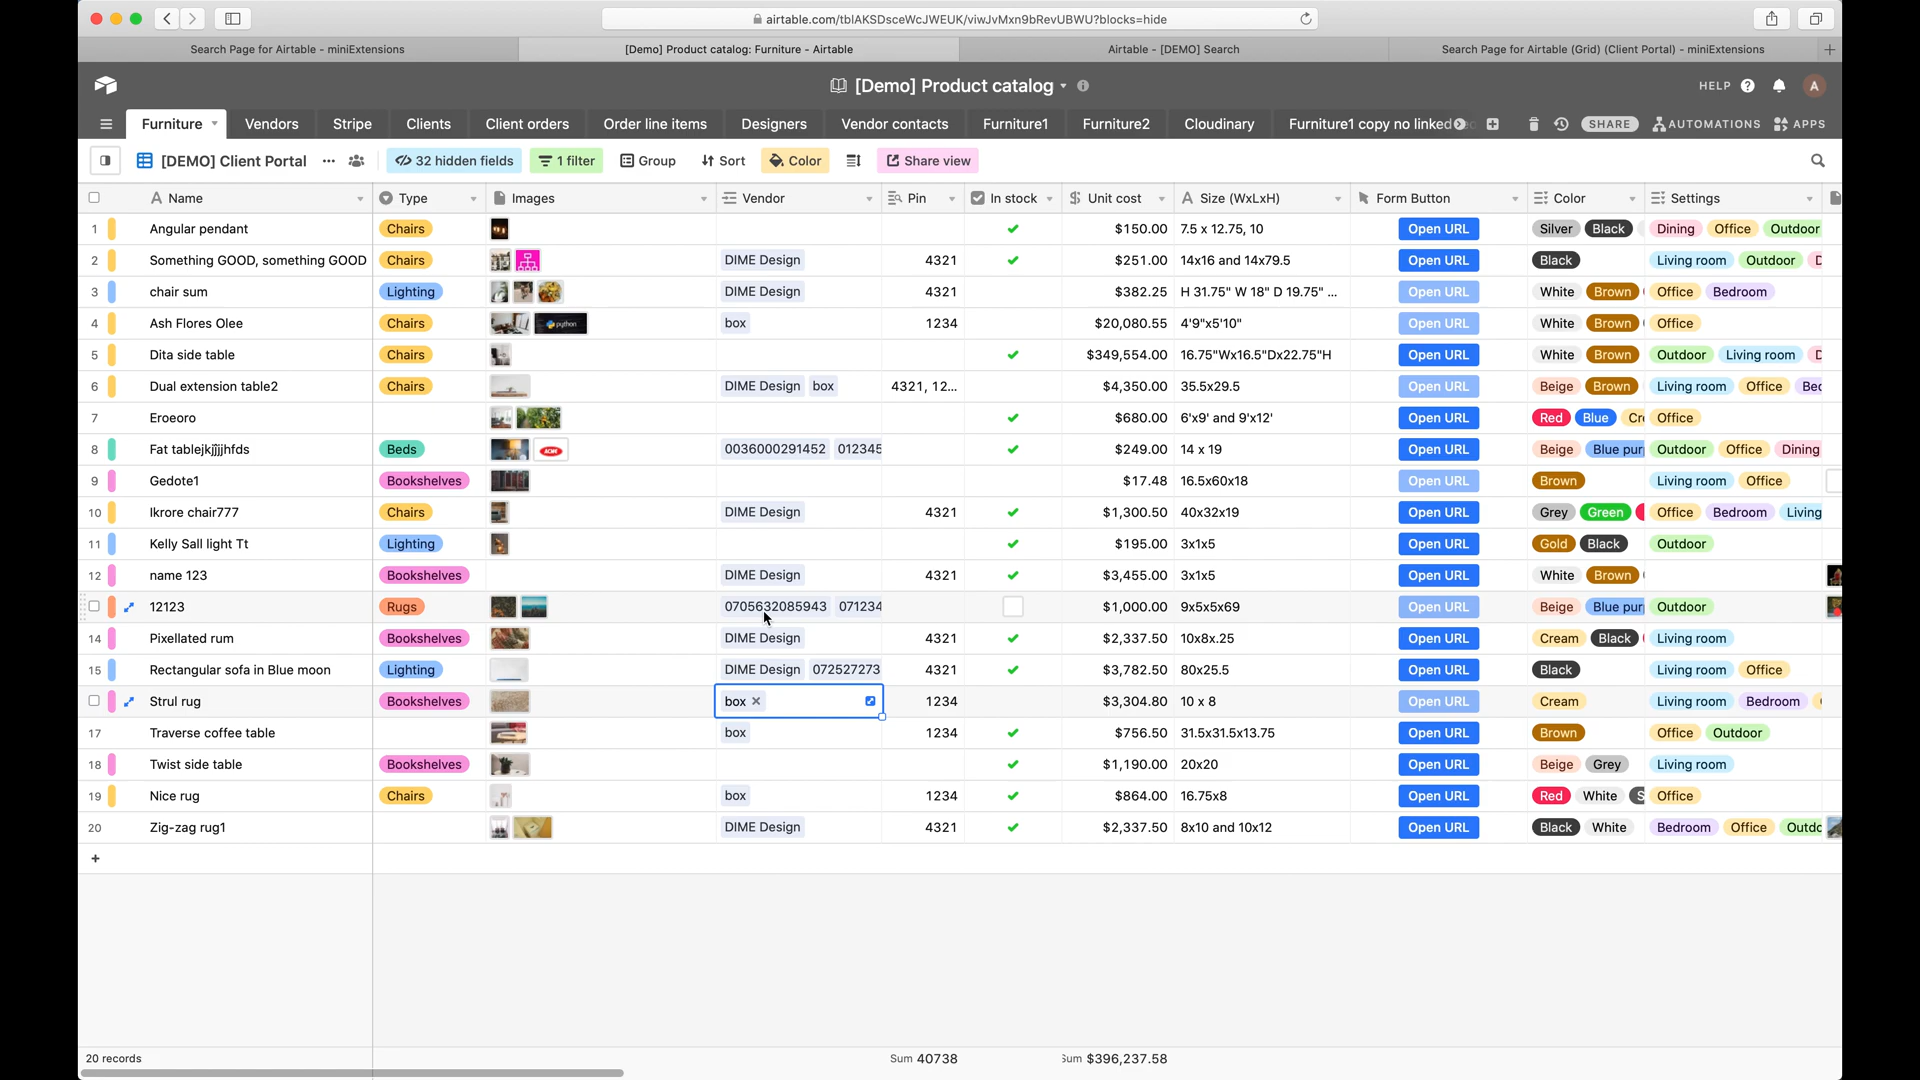 airtable.com/tblAKSDsceWcJWEUK/viwJvMxn9bRevUBWU?blocks=hide
Search Page for Airtable - miniExtensions [Demo] Product catalog: Furniture - Airtable Airtable - [DEMO] Search Search Page for Airtable (Grid) (Client Portal) - miniExtensions
[Demo] Product catalog HELP A
Furniture Vendors Stripe Clients Client orders Order line items Designers Vendor contacts Furniture1 Furniture2 Cloudinary Furniture1 copy no linked SHARE AUTOMATIONS APPS
[DEMO] Client Portal 32 hidden fields 1 filter Group Sort Color Share view
Name Type Images Vendor Pin In stock Unit cost Size (WxLxH) Form Button Color Settings
1 Angular pendant Chairs $150.00 7.5 x 12.75, 10 Open URL Silver Black Dining Office Outdoor
2 Something GOOD, something GOOD Chairs DIME Design 4321 $251.00 14x16 and 14x79.5 Open URL Black Living room Outdoor D
3 chair sum Lighting DIME Design 4321 $382.25 H 31.75" W 18" D 19.75" ... Open URL White Brown Office Bedroom
4 Ash Flores Olee Chairs python box 1234 $20,080.55 4'9"x5'10" Open URL White Brown Office
5 Dita side table Chairs $349,554.00 16.75"Wx16.5"Dx22.75"H Open URL White Brown Outdoor Living room D
6 Dual extension table2 Chairs DIME Design box 4321, 12... $4,350.00 35.5x29.5 Open URL Beige Brown Living room Office Bec
7 Eroeoro $680.00 6'x9' and 9'x12' Open URL Red Blue Cr Office
8 Fat tablejkjjjjhfds Beds ACME 0036000291452 012345 $249.00 14 x 19 Open URL Beige Blue pur Outdoor Office Dining
9 Gedote1 Bookshelves $17.48 16.5x60x18 Open URL Brown Living room Office
10 Ikrore chair777 Chairs DIME Design 4321 $1,300.50 40x32x19 Open URL Grey Green Office Bedroom Living
11 Kelly Sall light Tt Lighting $195.00 3x1x5 Open URL Gold Black Outdoor
12 name 123 Bookshelves DIME Design 4321 $3,455.00 3x1x5 Open URL White Brown
12123 Rugs 0705632085943 071234 $1,000.00 9x5x5x69 Open URL Beige Blue pur Outdoor
14 Pixellated rum Bookshelves DIME Design 4321 $2,337.50 10x8x.25 Open URL Cream Black Living room
15 Rectangular sofa in Blue moon Lighting DIME Design 072527273 4321 $3,782.50 80x25.5 Open URL Black Living room Office
Strul rug Bookshelves box 1234 $3,304.80 10 x 8 Open URL Cream Living room Bedroom
17 Traverse coffee table box 1234 $756.50 31.5x31.5x13.75 Open URL Brown Office Outdoor
18 Twist side table Bookshelves $1,190.00 20x20 Open URL Beige Grey Living room
19 Nice rug Chairs box 1234 $864.00 16.75x8 Open URL Red White S Office
20 Zig-zag rug1 DIME Design 4321 $2,337.50 8x10 and 10x12 Open URL Black White Bedroom Office Outdc
+
20 records Sum 40738 Sum $396,237.58